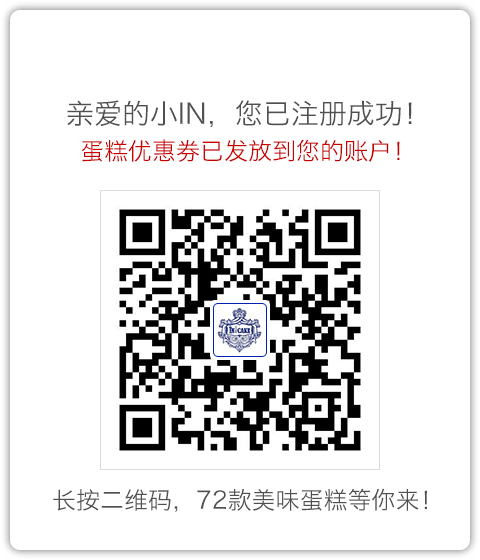 亲爱的小IN，您已注册成功！
蛋糕优惠券已发放到您的账户！
INCAKE
长按二维码，72款美味蛋糕等你来！